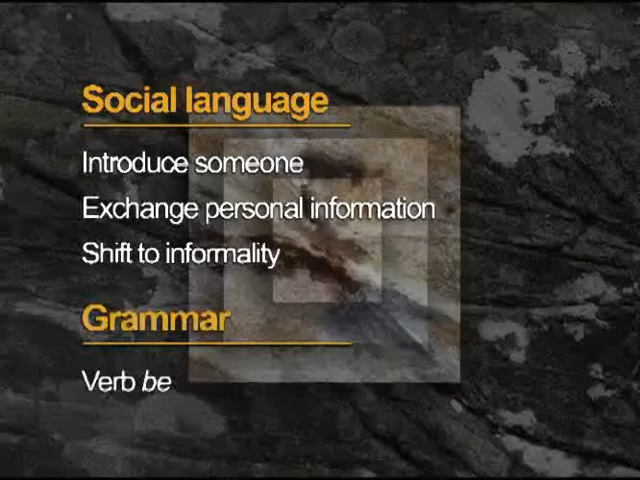 Social language
Introduce someone
Exchange personal information
Shift to informality
Grammar
Verb be